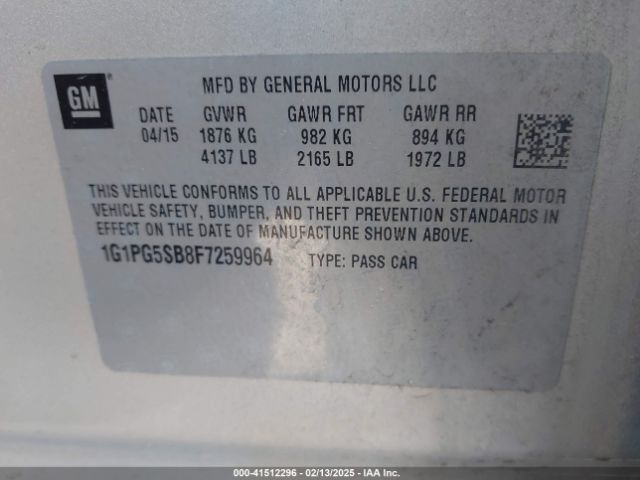 GM
MFD BY GENERAL MOTORS LLC
DATE GVWR GAWR FRT GAWR RR
04/15 1876 KG 982 KG 894 KG
4137 LB 2165 LB 1972 LB
THIS VEHICLE CONFORMS TO ALL APPLICABLE U.S. FEDERAL MOTOR
VEHICLE SAFETY, BUMPER, AND THEFT PREVENTION STANDARDS IN
EFFECT ON THE DATE OF MANUFACTURE SHOWN ABOVE.
1G1PG5SB8F7259964 TYPE: PASS CAR
000-41512296 - 02/13/2025 - IAAI.COM